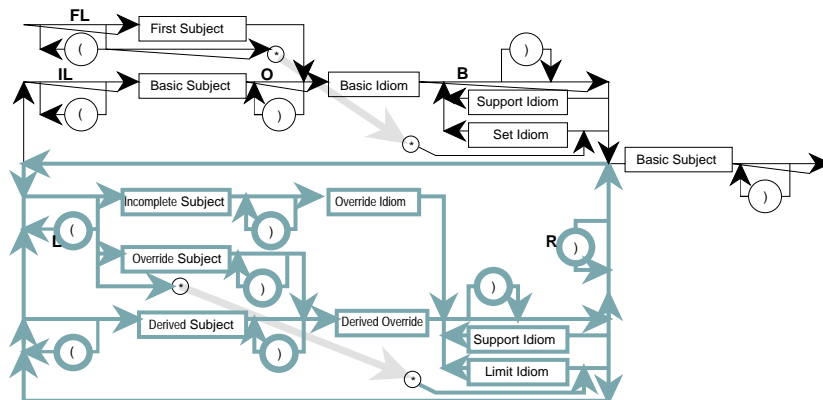 FL
First Subject
(
*
)
IL
Basic Subject
O
Basic Idiom
B
(
)
Support Idiom
Set Idiom
*
Basic Subject
)
Incomplete Subject
Override Idiom
L
(
)
R
)
Override Subject
)
*
)
Derived Subject
Derived Override
(
)
Support Idiom
Limit Idiom
*